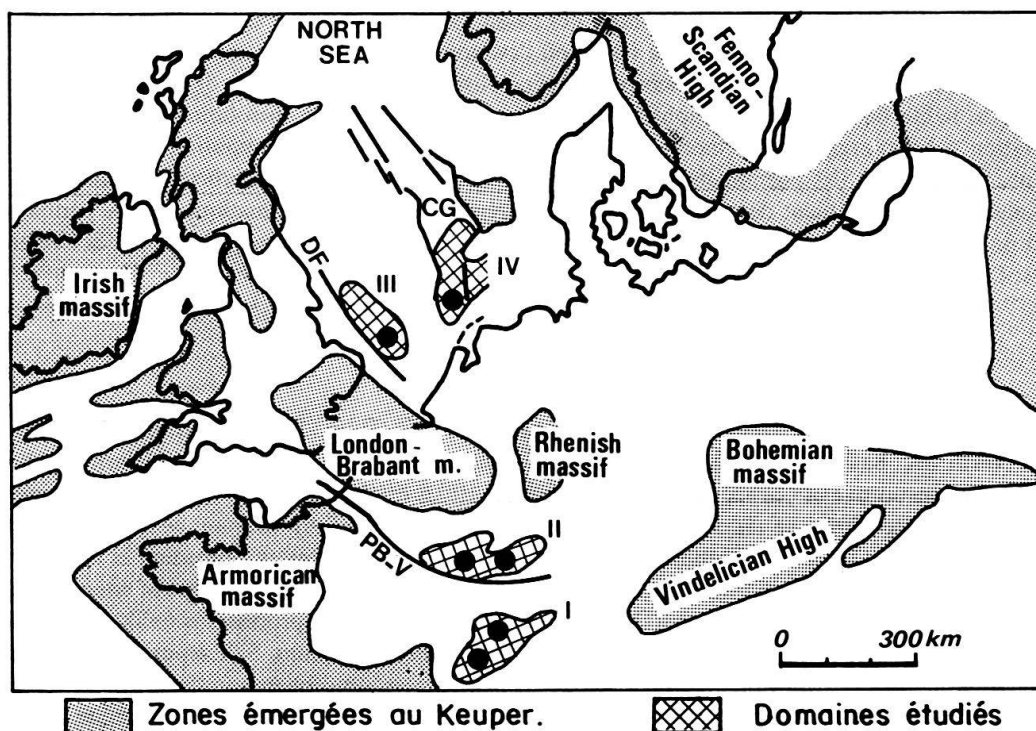 NORTH
SEA
Fenno-
Scandian
High
CG
DF
III
IV
Irish
massif
London-
Brabant m.
Rhenish
massif
Bohemian
massif
PB-V
II
Armorican
massif
Vindelician High
I
0 300 km
Zones émergées au Keuper.
Domaines étudiés